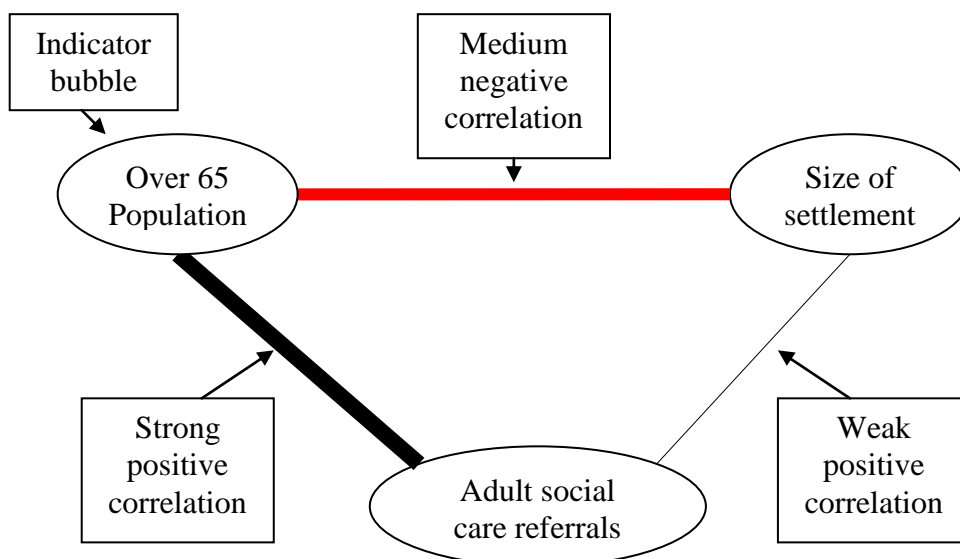 Indicator
bubble
Medium
negative
correlation
Over 65
Population
Size of
settlement
Strong
positive
correlation
Adult social
care referrals
Weak
positive
correlation